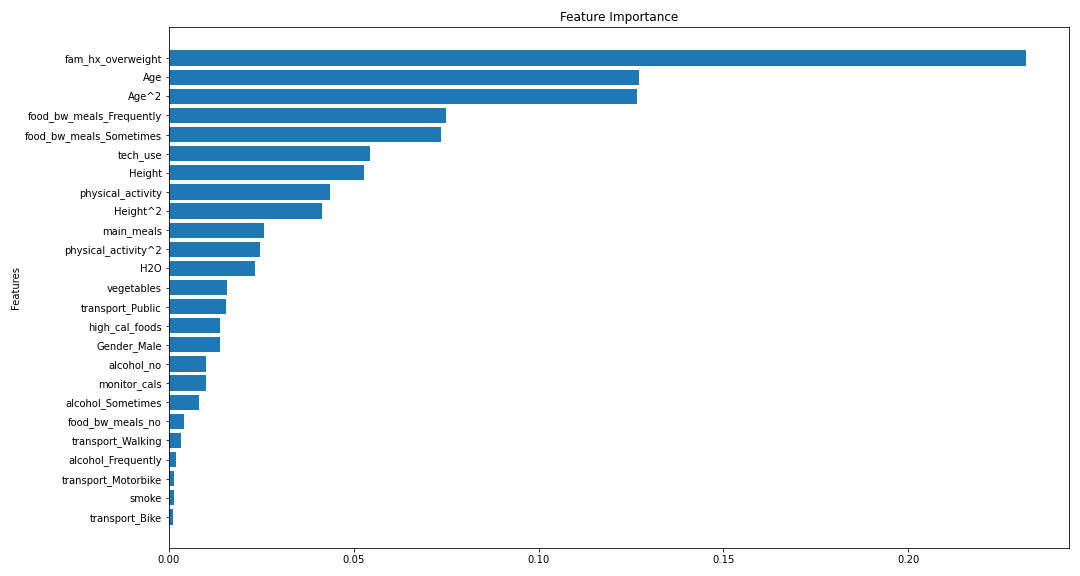 Feature Importance
Features
fam_hx_overweight
Age
Age^2
food_bw_meals_Frequently
food_bw_meals_Sometimes
tech_use
Height
physical_activity
Height^2
main_meals
physical_activity^2
H2O
vegetables
transport_Public
high_cal_foods
Gender_Male
alcohol_no
monitor_cals
alcohol_Sometimes
food_bw_meals_no
transport_Walking
alcohol_Frequently
transport_Motorbike
smoke
transport_Bike
0.00 0.05 0.10 0.15 0.20